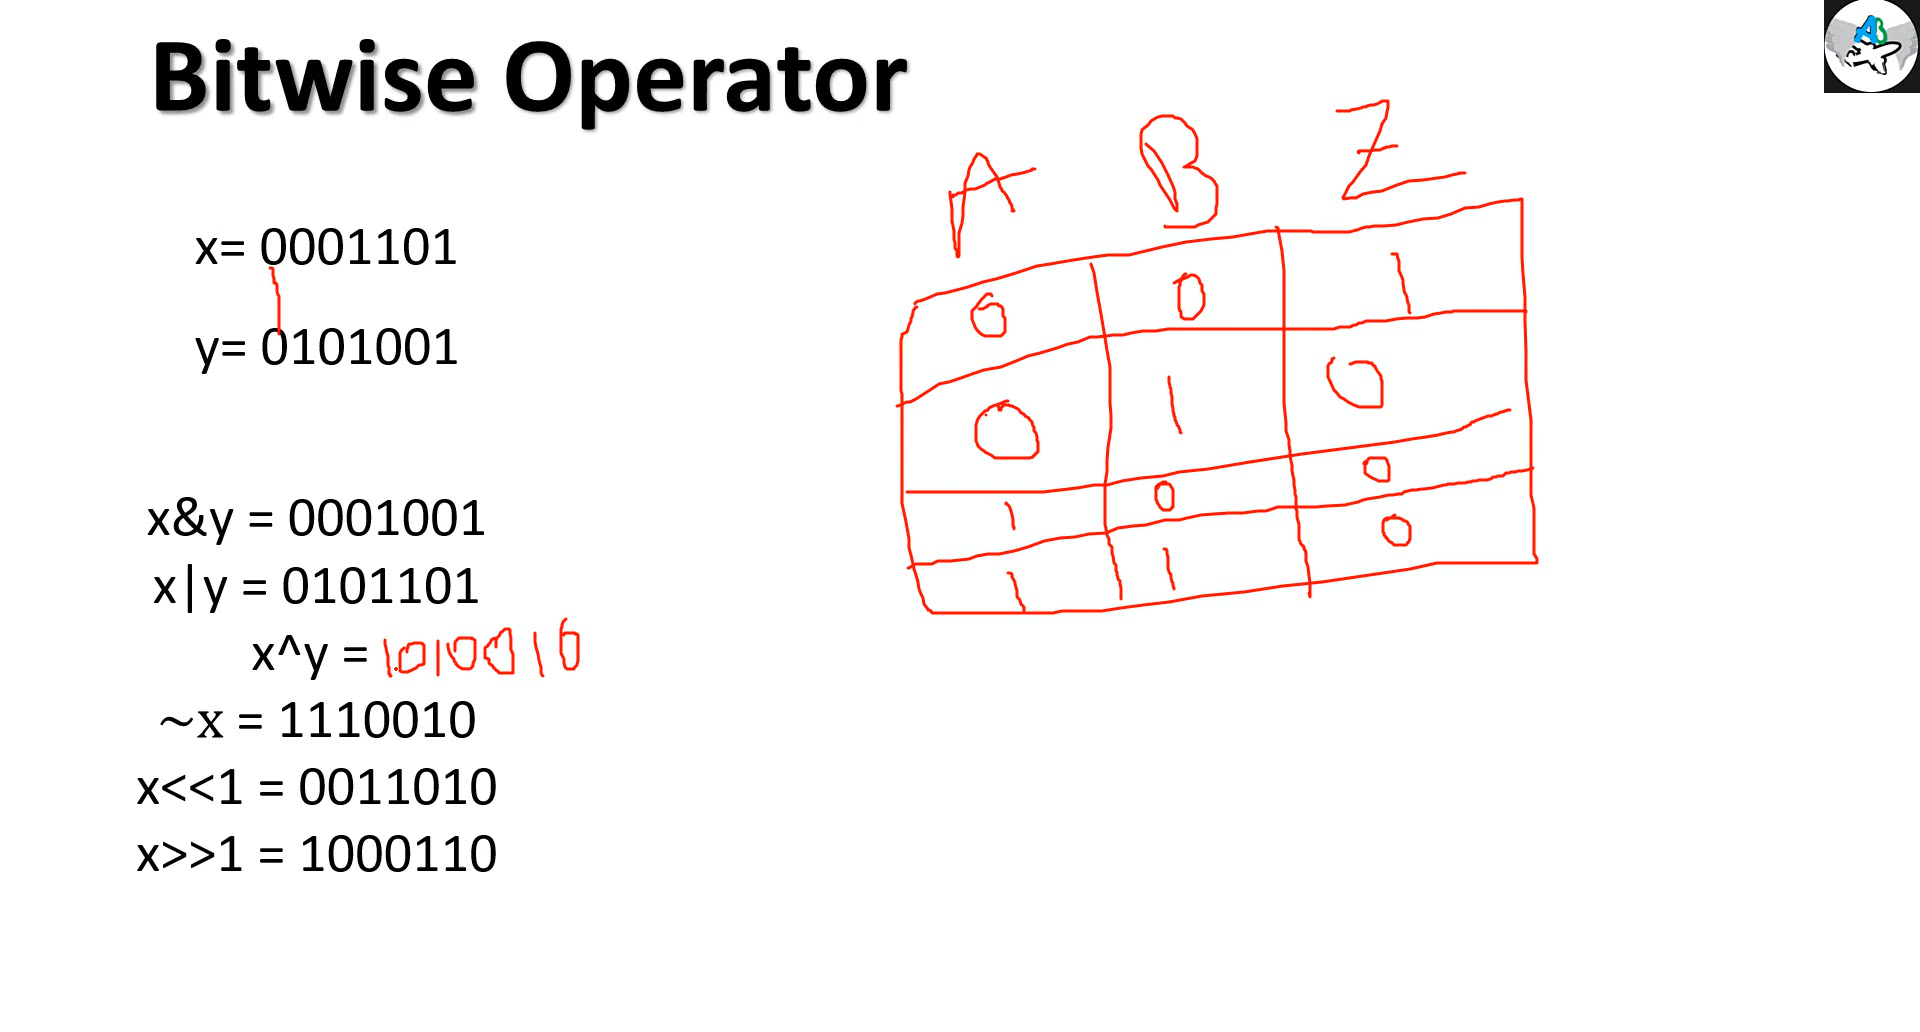 Bitwise Operator
x= 0001101
y= 0101001
x&y = 0001001
x|y = 0101101
x^y = 1010010
~x = 1110010
x<<1 = 0011010
x>>1 = 1000110
A B Z
0 0 1
0 1 0
1 0 0
1 1 0
AB